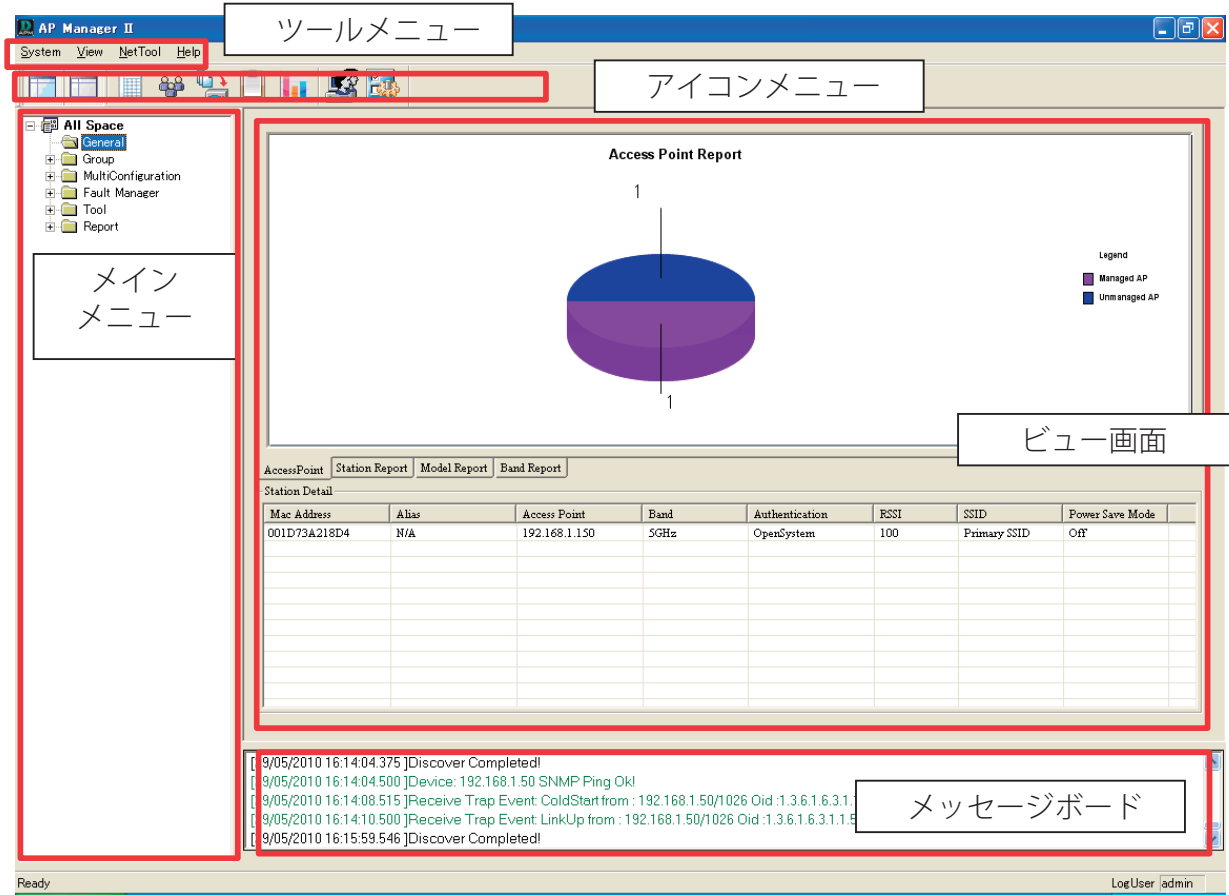 AP Manager II
ツールメニュー
System View NetTool Help
アイコンメニュー
All Space
General
Group
MultiConfiguration
Fault Manager
Tool
Report
メイン
メニュー
Access Point Report
1
1
Legend
Managed AP
Unmanaged AP
ビュー画面
AccessPoint Station Report Model Report Band Report
Station Detail
Mac Address Alias Access Point Band Authentication RSSI SSID Power Save Mode
001D73A218D4 N/A 192.168.1.150 5GHz OpenSystem 100 Primary SSID Off
9/05/2010 16:14:04.375 ]Discover Completed!
9/05/2010 16:14:04.500 ]Device: 192.168.1.50 SNMP Ping Ok!
9/05/2010 16:14:08.515 ]Receive Trap Event: ColdStart from : 192.168.1.50/1026 Oid :1.3.6.1.6.3.1.
9/05/2010 16:14:10.500 ]Receive Trap Event: LinkUp from : 192.168.1.50/1026 Oid :1.3.6.1.6.3.1.1.5
9/05/2010 16:15:59.546 ]Discover Completed!
メッセージボード
Ready
LogUser admin